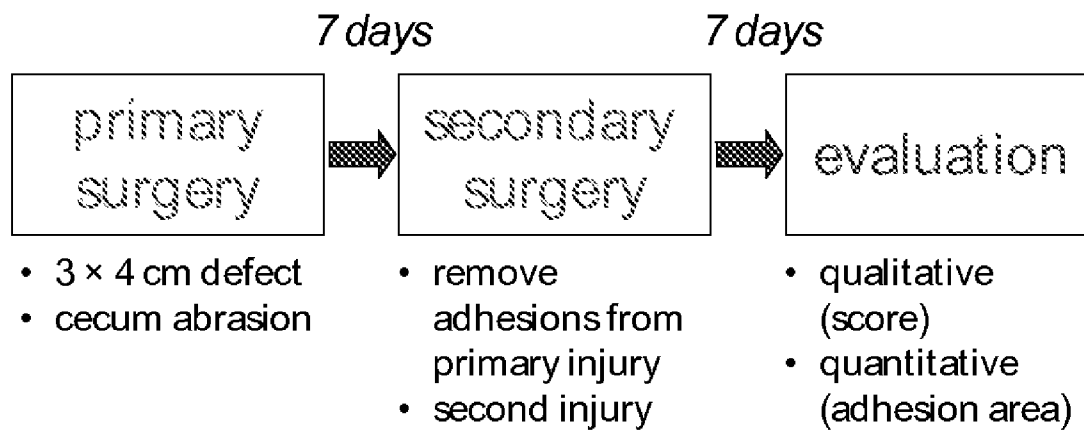 7 days
7 days
primary
surgery
secondary
surgery
evaluation
• 3 × 4 cm defect
• cecum abrasion
• remove
adhesions from
primary injury
• second injury
• qualitative
(score)
• quantitative
(adhesion area)